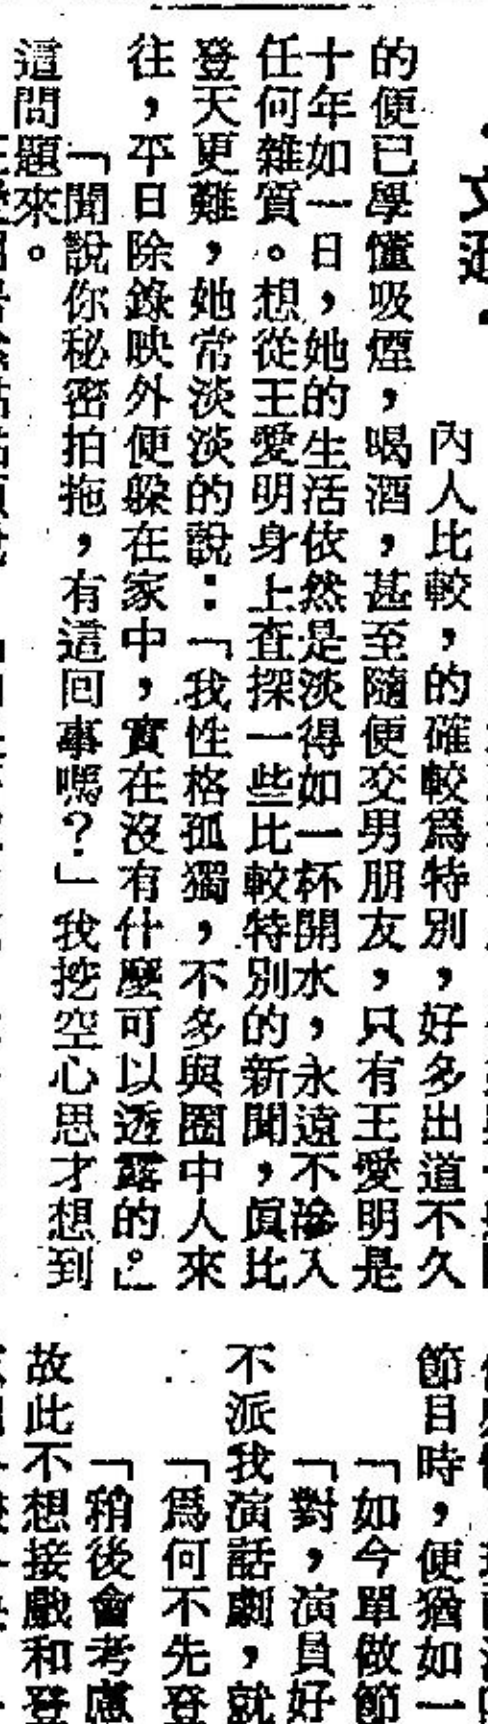 內人比較，的確較爲特別，好多出道不久
的便已學懂吸煙，喝酒，甚至隨便交男朋友，只有王愛明是
十年如一日，她的生活依然是淡得如一杯開水，永遠不滲入
任何雜質。想從王愛明身上查探一些比較特別的新聞，眞比
登天更難，她常淡淡的說：「我性格孤獨，不多與圈中人來
往，平日除錄映外便躲在家中，實在沒有什麼可以透露的。」
「聞說你秘密拍拖，有這回事嗎？」我挖空心思才想到
這問題來。
節目時，便猶如一
「如今單做節
「對，演員好
不派我演話劇，就
「爲何不先登
「稍後會考慮
故此不想接戲和登